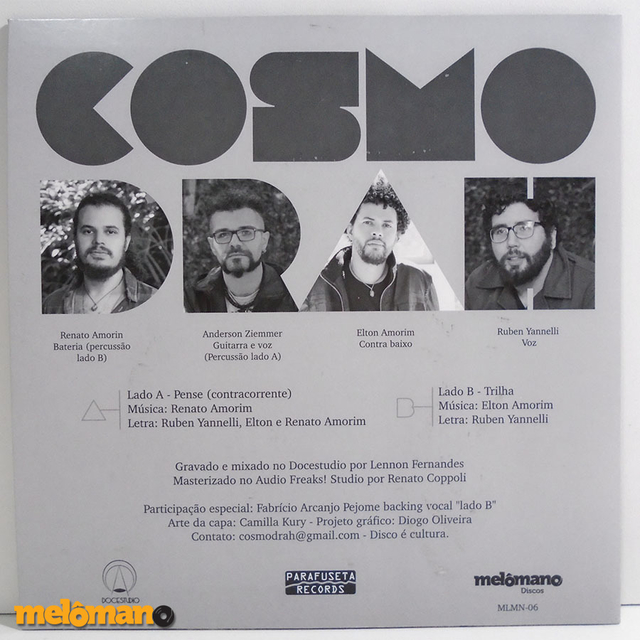 COSMO
DRAH
Renato Amorin
Bateria (percussão
lado B)
Anderson Ziemmer
Guitarra e voz
(Percussão lado A)
Elton Amorim
Contra baixo
Ruben Yannelli
Voz
A
Lado A - Pense (contracorrente)
Música: Renato Amorim
Letra: Ruben Yannelli, Elton e Renato Amorim
B
Lado B - Trilha
Música: Elton Amorim
Letra: Ruben Yannelli
Gravado e mixado no Docestudio por Lennon Fernandes
Masterizado no Audio Freaks! Studio por Renato Coppoli
Participação especial: Fabrício Arcanjo Pejome backing vocal "lado B"
Arte da capa: Camilla Kury - Projeto gráfico: Diogo Oliveira
Contato: cosmodrah@gmail.com - Disco é cultura.
DOCESTUDIO
PARAFUSETA
RECORDS
melômano
Discos
MLMN-06
melômano